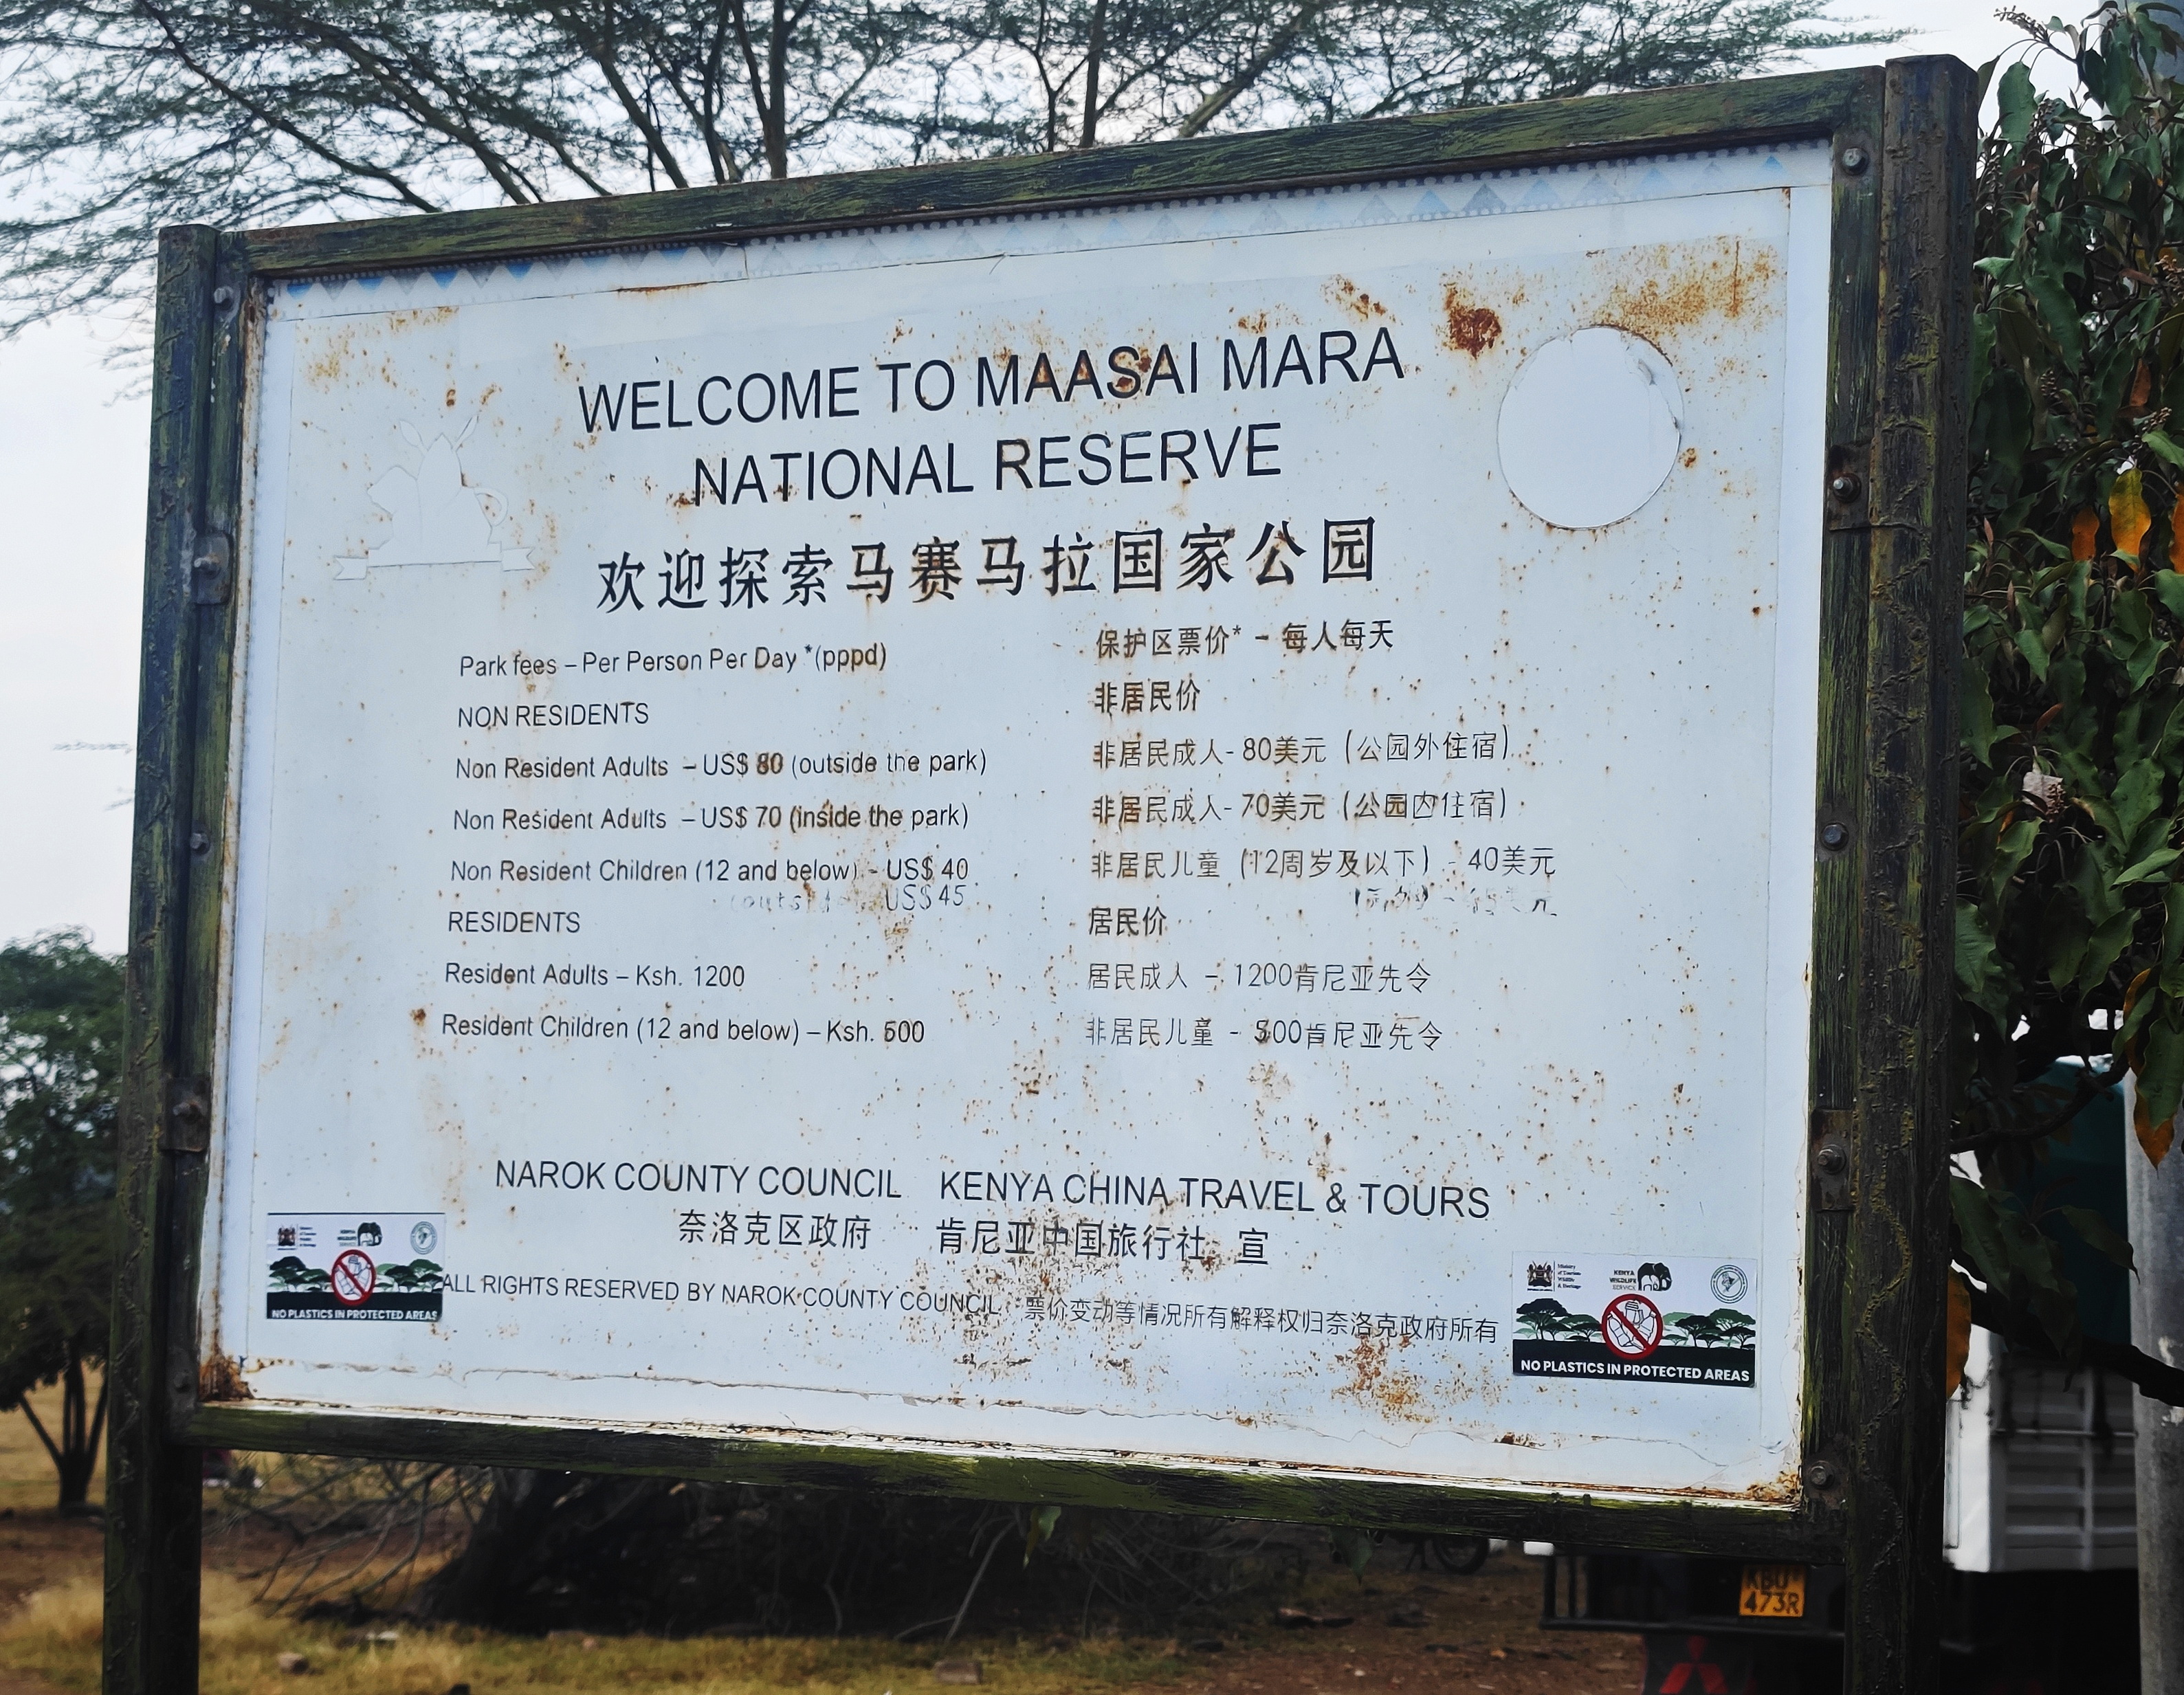 WELCOME TO MAASAI MARA
NATIONAL RESERVE
欢迎探索马赛马拉国家公园
Park fees – Per Person Per Day *(pppd)
NON RESIDENTS
Non Resident Adults – US$ 80 (outside the park)
Non Resident Adults – US$ 70 (inside the park)
Non Resident Children (12 and below) - US$ 40
US$ 45
RESIDENTS
Resident Adults – Ksh. 1200
Resident Children (12 and below) – Ksh. 600
保护区票价* - 每人每天
非居民价
非居民成人- 80美元（公园外住宿）
非居民成人- 70美元（公园内住宿）
非居民儿童（12周岁及以下） - 40美元
居民价
居民成人 - 1200肯尼亚先令
非居民儿童 - 500肯尼亚先令
NAROK COUNTY COUNCIL KENYA CHINA TRAVEL & TOURS
奈洛克区政府 肯尼亚中国旅行社 宣
ALL RIGHTS RESERVED BY NAROK COUNTY COUNCIL 票价变动等情况所有解释权归奈洛克政府所有
NO PLASTICS IN PROTECTED AREAS
Ministry of Tourism Wildlife & Heritage
KENYA WILDLIFE SERVICE
NO PLASTICS IN PROTECTED AREAS
KBU
473R